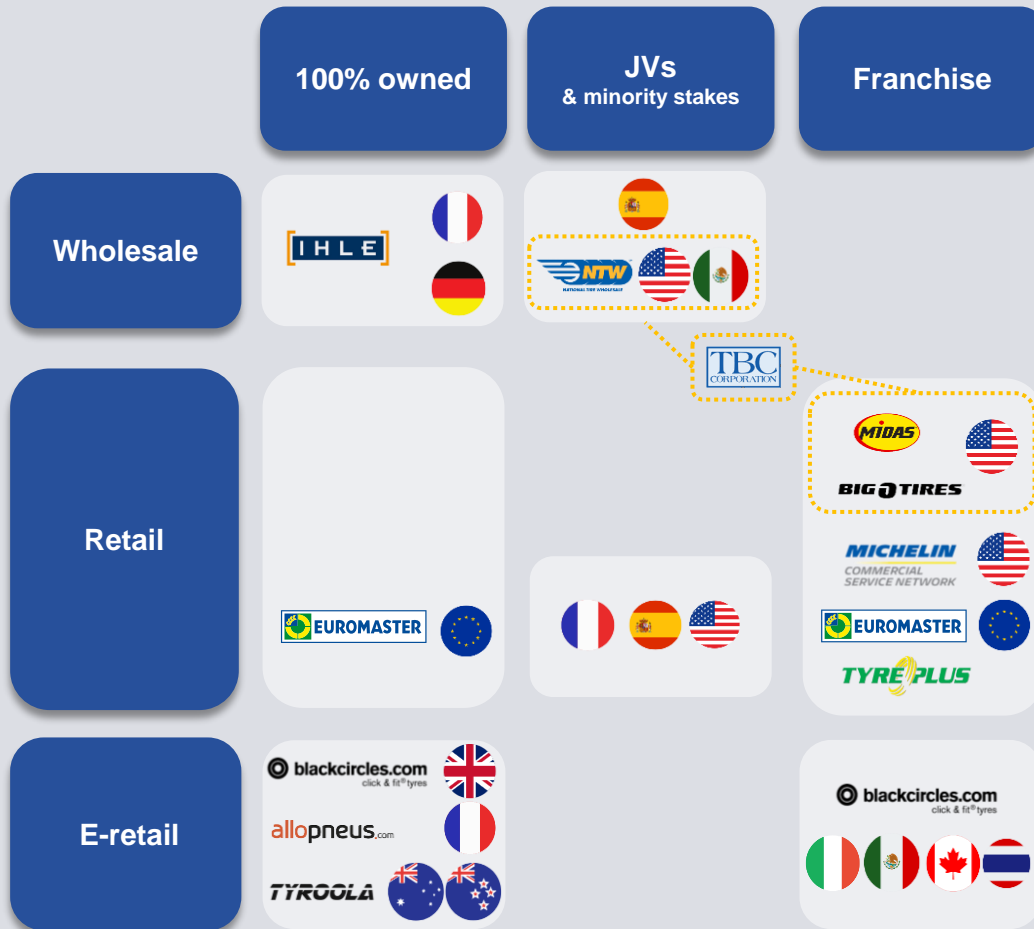 100% owned
JVs
& minority stakes
Franchise
Wholesale
IHLE
NTW
NATIONAL TIRE WHOLESALE
TBC
CORPORATION
Retail
MIDAS
BIG O TIRES
MICHELIN
COMMERCIAL
SERVICE NETWORK
EUROMASTER
EUROMASTER
TYREPLUS
E-retail
blackcircles.com
click & fit® tyres
allopneus.com
TYROOLA
blackcircles.com
click & fit® tyres